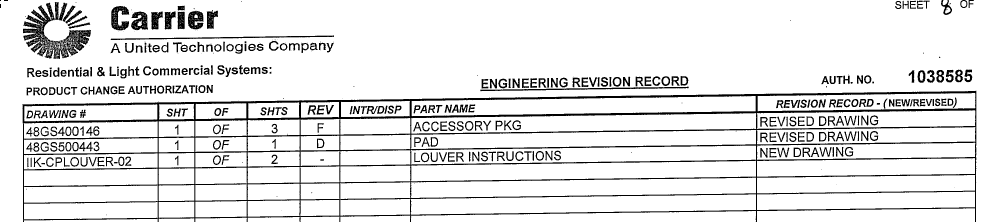 SHEET 8 OF
Carrier
A United Technologies Company
Residential & Light Commercial Systems:
PRODUCT CHANGE AUTHORIZATION
ENGINEERING REVISION RECORD
AUTH. NO. 1038585
DRAWING # SHT OF SHTS REV INTR/DISP PART NAME REVISION RECORD - (NEW/REVISED)
48GS400146 1 OF 3 F ACCESSORY PKG REVISED DRAWING
48GS500443 1 OF 1 D PAD REVISED DRAWING
IIK-CPLOUVER-02 1 OF 2 - LOUVER INSTRUCTIONS NEW DRAWING